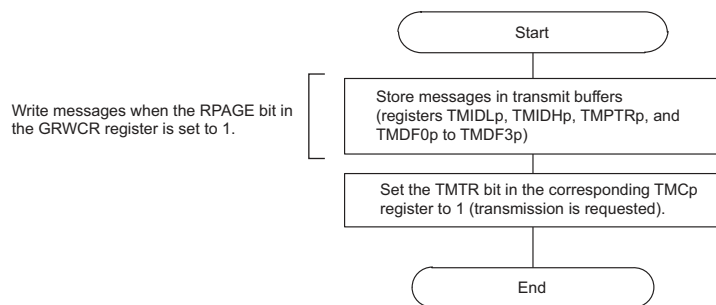 Start
Write messages when the RPAGE bit in
the GRWCR register is set to 1.
Store messages in transmit buffers
(registers TMIDLp, TMIDHp, TMPTRp, and
TMDF0p to TMDF3p)
Set the TMTR bit in the corresponding TMCp
register to 1 (transmission is requested).
End